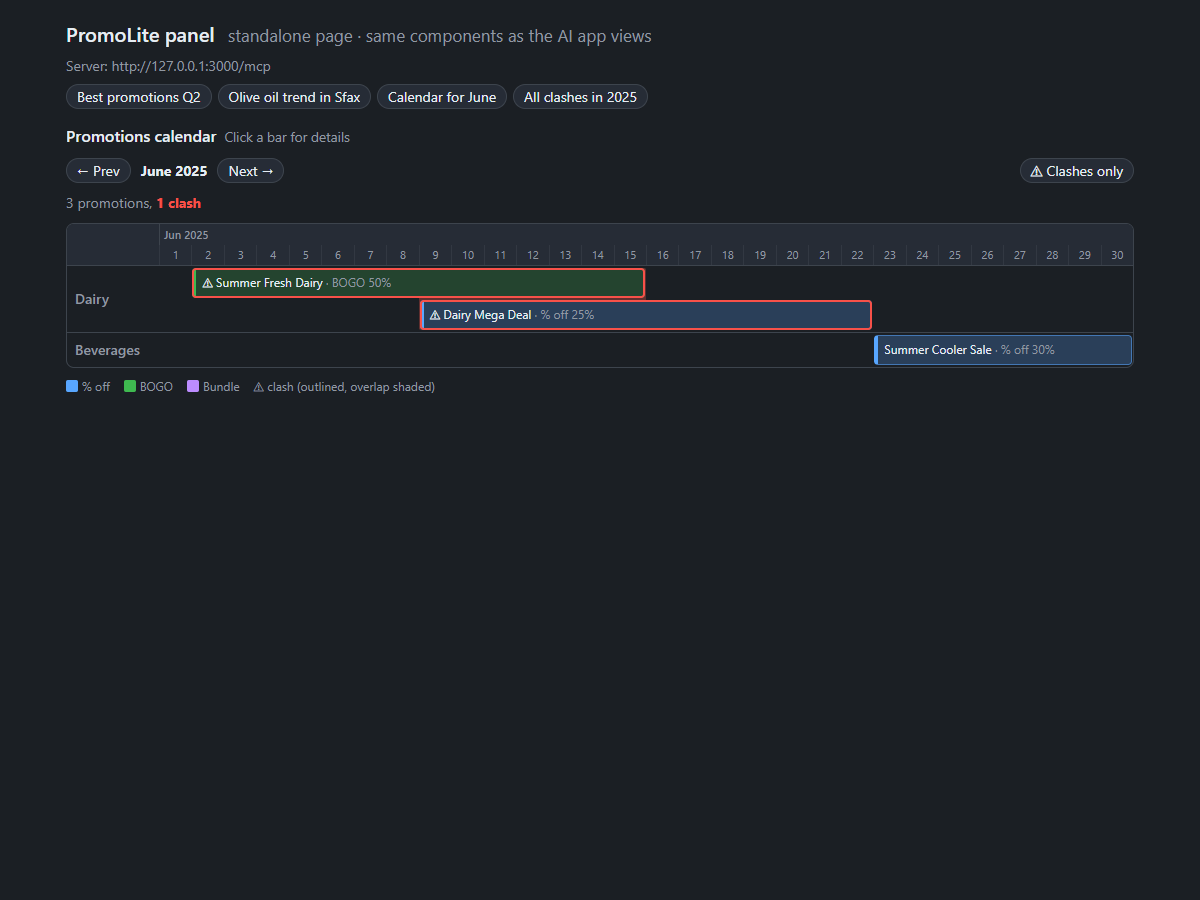 PromoLite panel standalone page · same components as the AI app views
Server: http://127.0.0.1:3000/mcp
Best promotions Q2 Olive oil trend in Sfax Calendar for June All clashes in 2025
Promotions calendar Click a bar for details
← Prev June 2025 Next → ⚠ Clashes only
3 promotions, 1 clash
Jun 2025
1 2 3 4 5 6 7 8 9 10 11 12 13 14 15 16 17 18 19 20 21 22 23 24 25 26 27 28 29 30
Dairy
⚠ Summer Fresh Dairy · BOGO 50%
⚠ Dairy Mega Deal · % off 25%
Beverages
Summer Cooler Sale · % off 30%
% off BOGO Bundle ⚠ clash (outlined, overlap shaded)